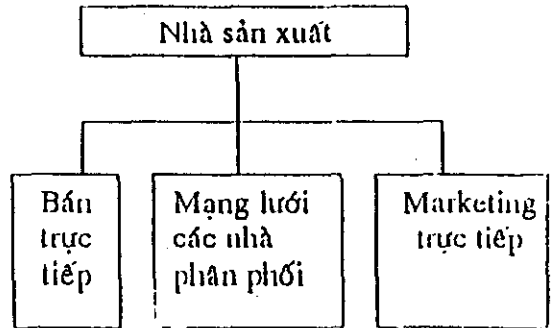 Nhà sản xuất
Bán
trực
tiếp
Mạng lưới
các nhà
phân phối
Marketing
trực tiếp